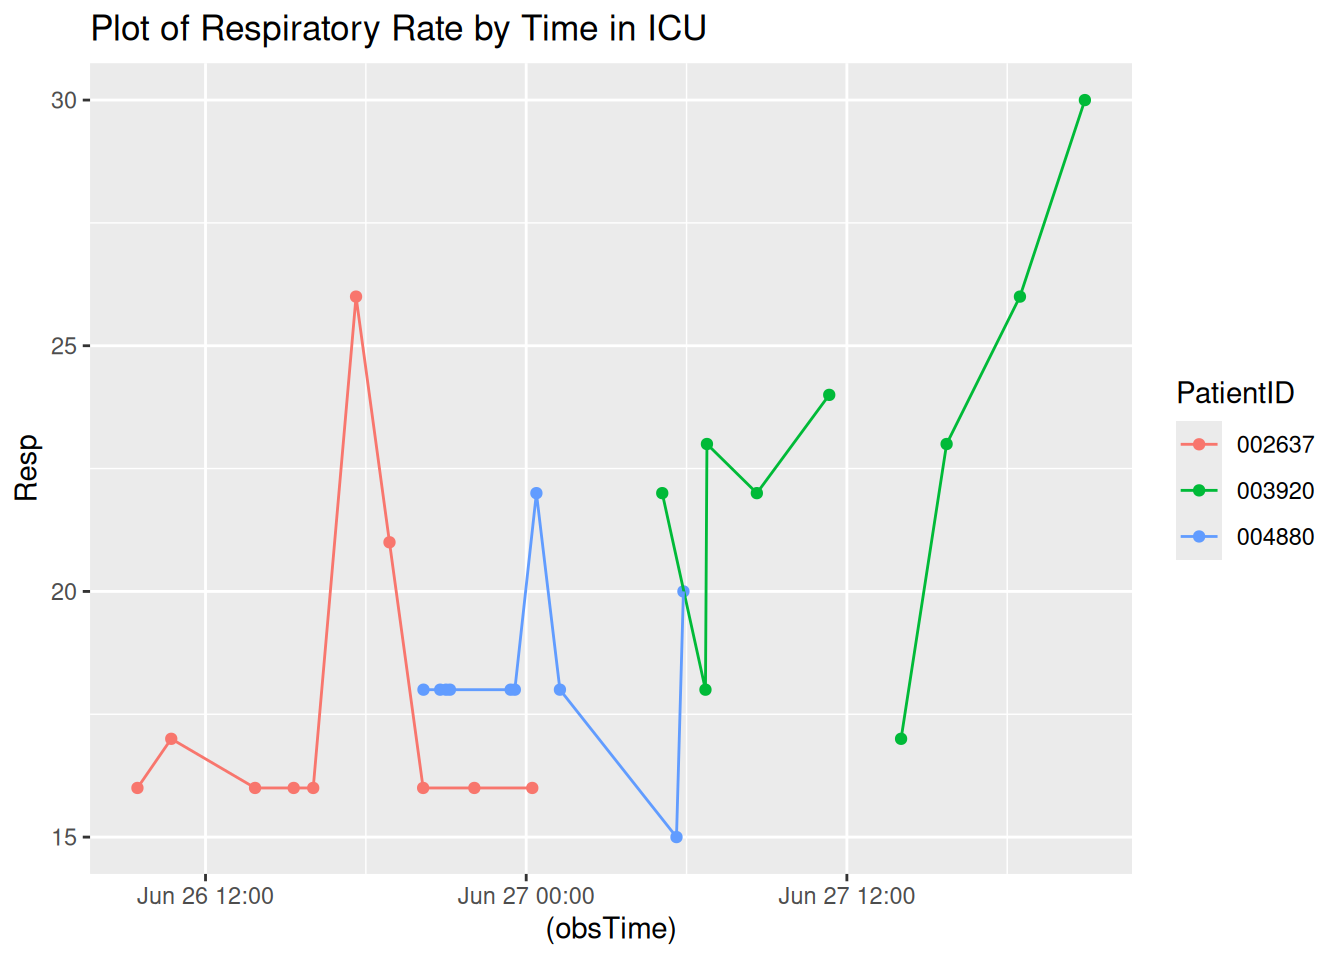 Plot of Respiratory Rate by Time in ICU
30
25
20
15
Resp
Jun 26 12:00
Jun 27 00:00
Jun 27 12:00
(obsTime)
PatientID
002637
003920
004880